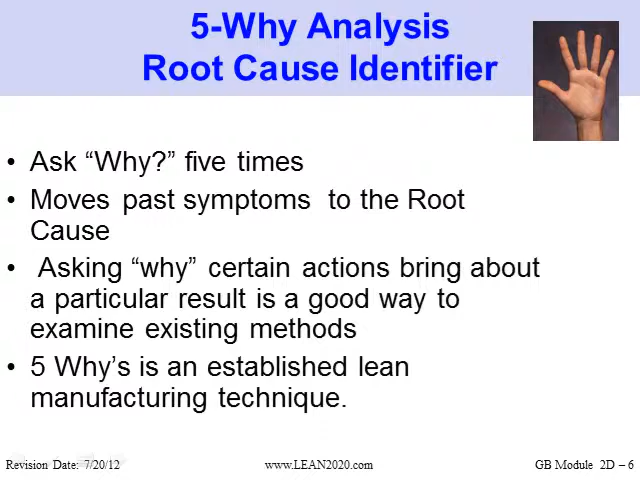 5-Why Analysis
Root Cause Identifier
• Ask “Why?” five times
• Moves past symptoms to the Root
Cause
• Asking “why” certain actions bring about
a particular result is a good way to
examine existing methods
• 5 Why’s is an established lean
manufacturing technique.
Revision Date: 7/20/12 www.LEAN2020.com GB Module 2D – 6